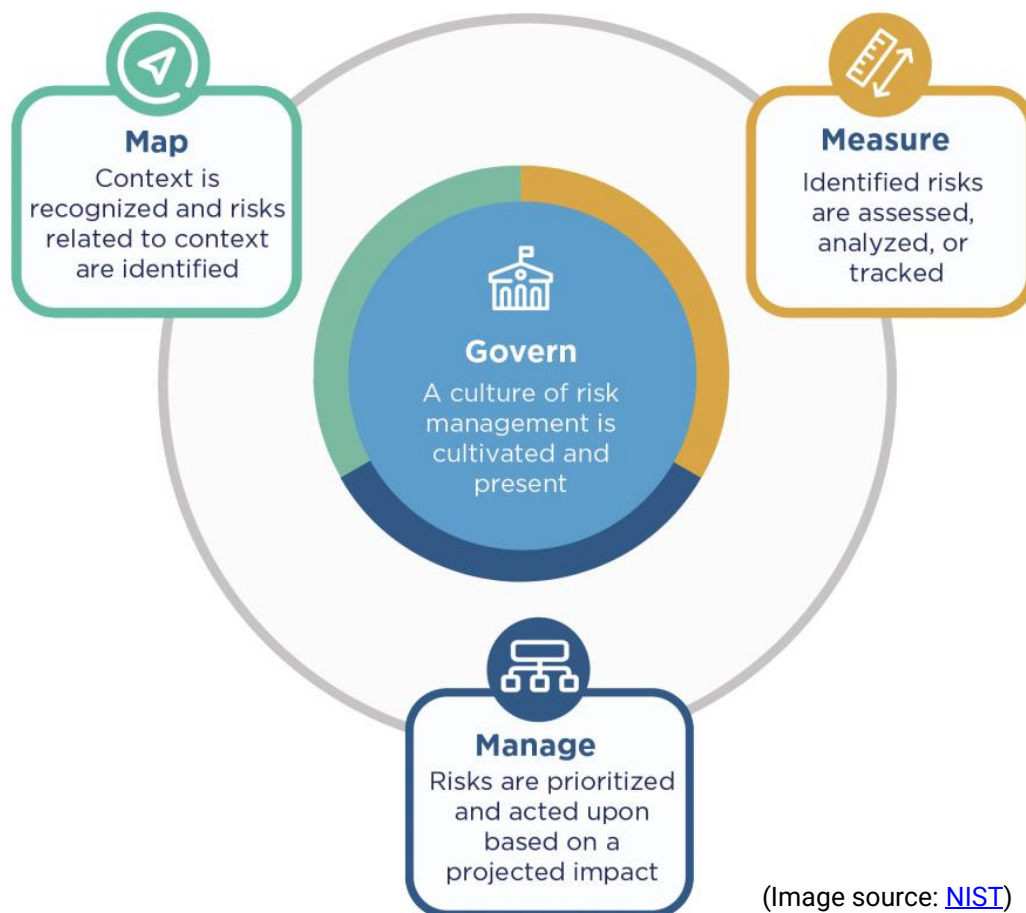 Map
Context is
recognized and risks
related to context
are identified
Measure
Identified risks
are assessed,
analyzed, or
tracked
Govern
A culture of risk
management is
cultivated and
present
Manage
Risks are prioritized
and acted upon
based on a
projected impact
(Image source: NIST)